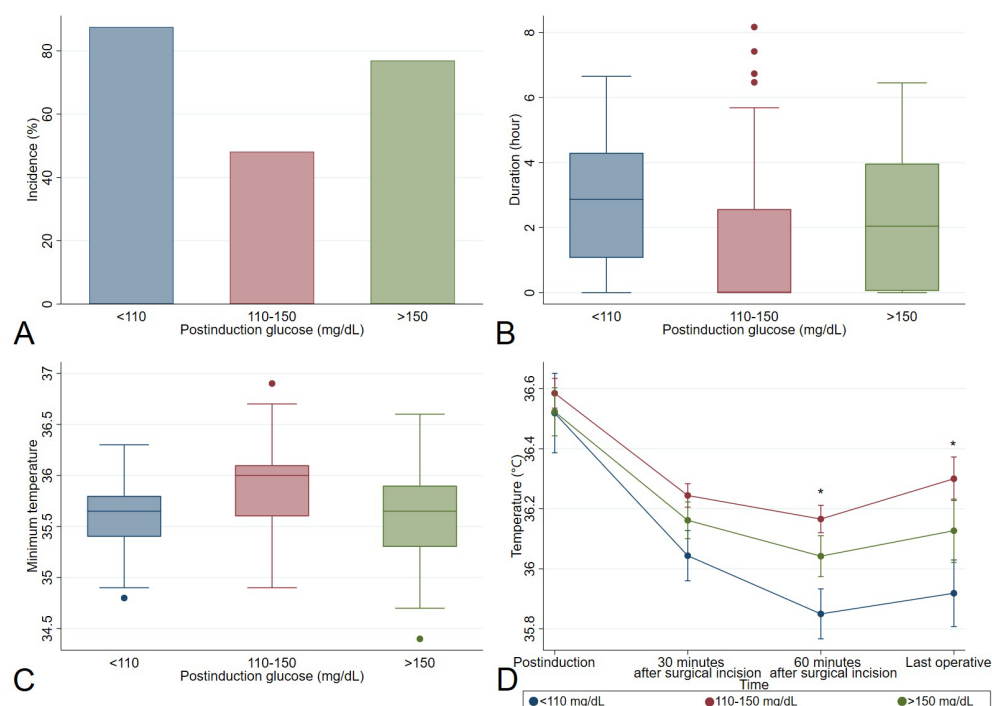 Incidence (%)
80
60
40
20
0
<110
110-150
>150
Postinduction glucose (mg/dL)
A
Duration (hour)
8
6
4
2
0
<110
110-150
>150
Postinduction glucose (mg/dL)
B
Minimum temperature
37
36.5
36
35.5
35
34.5
<110
110-150
>150
Postinduction glucose (mg/dL)
C
Temperature (°C)
36.6
36.4
36.2
36
35.8
*
*
Postinduction
30 minutes
after surgical incision
60 minutes
after surgical incision
Last operative
Time
D
<110 mg/dL
110-150 mg/dL
>150 mg/dL